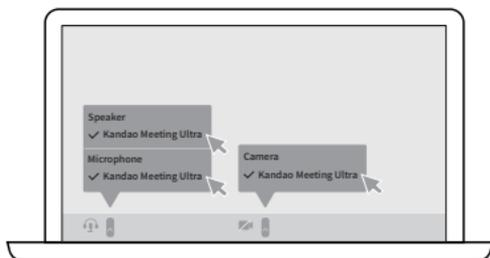 Speaker
✓ Kandao Meeting Ultra
Microphone
✓ Kandao Meeting Ultra
Camera
✓ Kandao Meeting Ultra